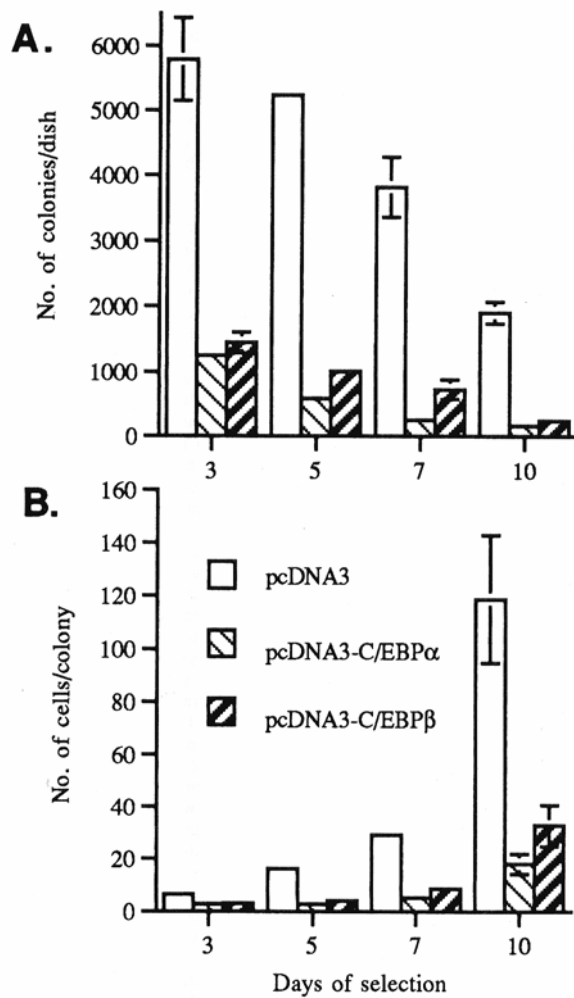 A.
No. of colonies/dish
6000
5000
4000
3000
2000
1000
0
3 5 7 10
B.
No. of cells/colony
160
140
120
100
80
60
40
20
0
pcDNA3
pcDNA3-C/EBPα
pcDNA3-C/EBPβ
3 5 7 10
Days of selection